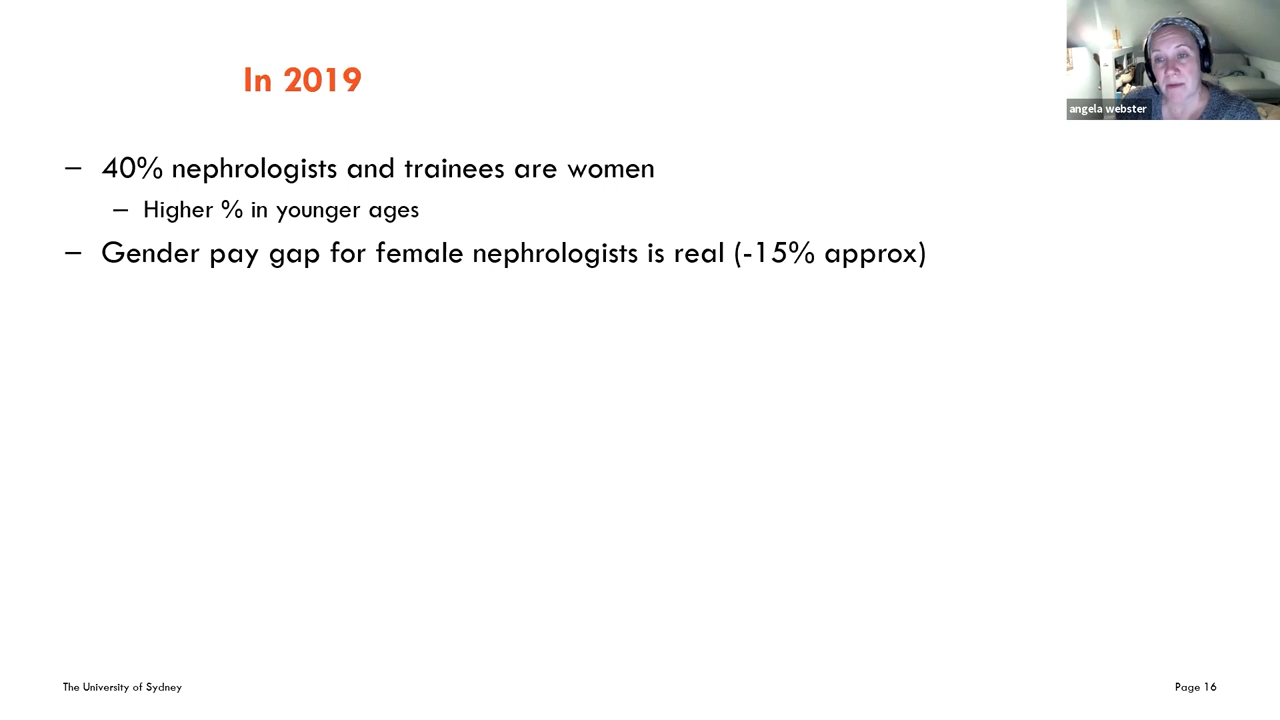 In 2019
angela webster
– 40% nephrologists and trainees are women
– Higher % in younger ages
– Gender pay gap for female nephrologists is real (-15% approx)
The University of Sydney
Page 16